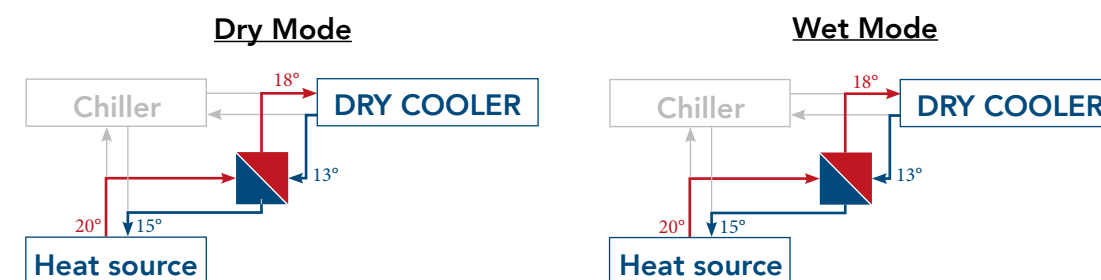 Dry Mode
18°
Chiller
DRY COOLER
13°
20°
15°
Heat source
Wet Mode
18°
Chiller
DRY COOLER
13°
20°
15°
Heat source